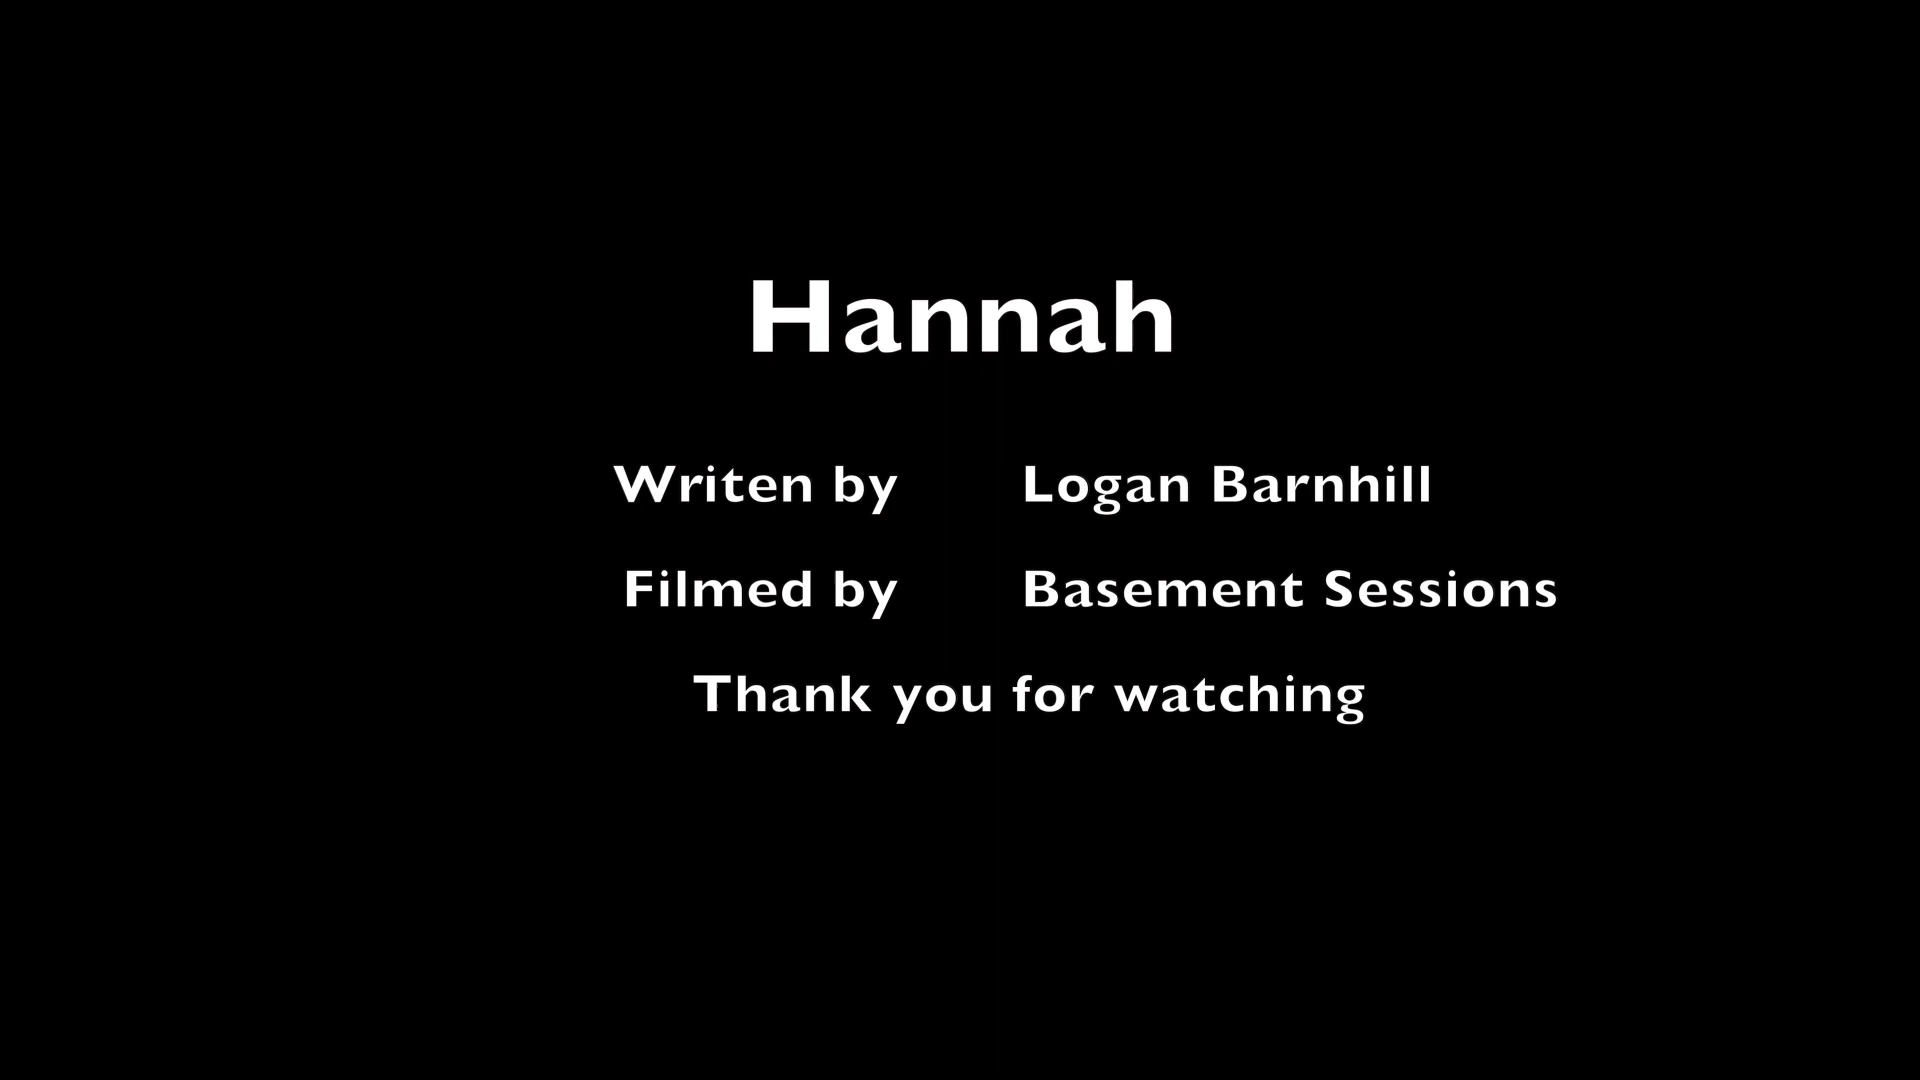 Hannah
Writen by Logan Barnhill
Filmed by Basement Sessions
Thank you for watching